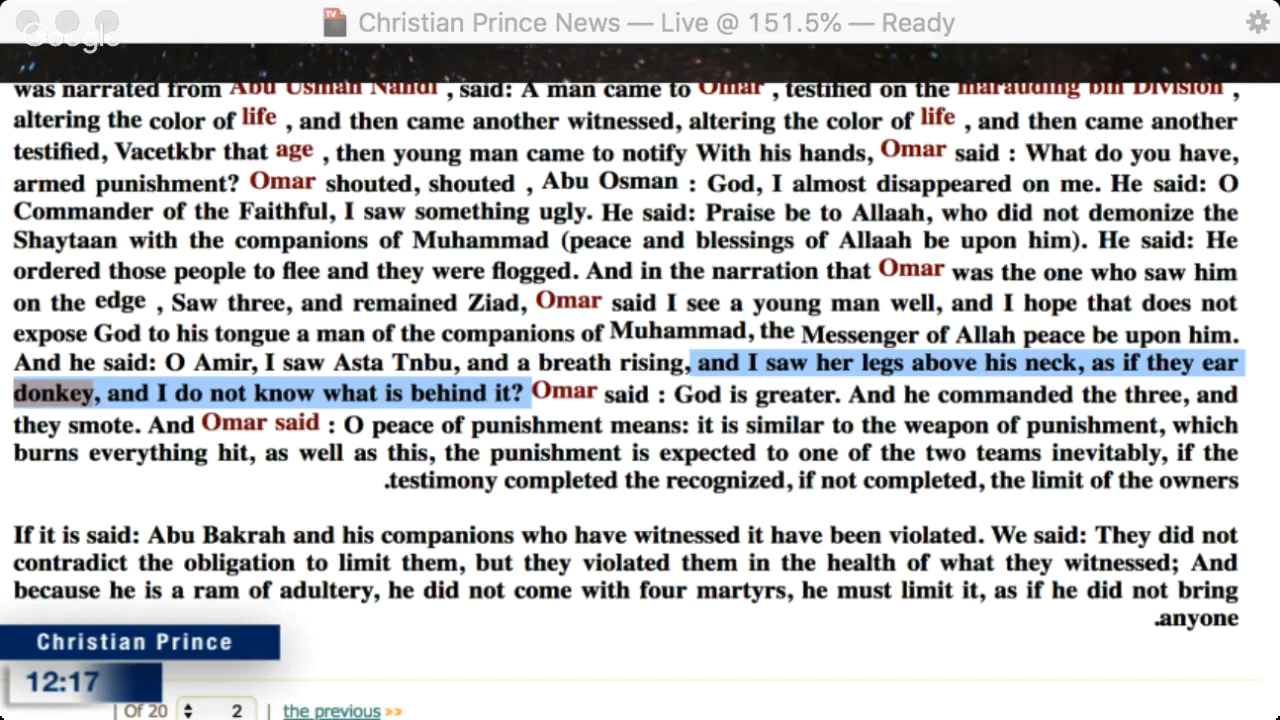 Christian Prince News — Live @ 151.5% — Ready
Google
was narrated from Abu Usman Nahdi , said: A man came to Omar , testified on the marauding bin Division ,
altering the color of life , and then came another witnessed, altering the color of life , and then came another
testified, Vacetkbr that age , then young man came to notify With his hands, Omar said : What do you have,
armed punishment? Omar shouted, shouted , Abu Osman : God, I almost disappeared on me. He said: O
Commander of the Faithful, I saw something ugly. He said: Praise be to Allaah, who did not demonize the
Shaytaan with the companions of Muhammad (peace and blessings of Allaah be upon him). He said: He
ordered those people to flee and they were flogged. And in the narration that Omar was the one who saw him
on the edge , Saw three, and remained Ziad, Omar said I see a young man well, and I hope that does not
expose God to his tongue a man of the companions of Muhammad, the Messenger of Allah peace be upon him.
And he said: O Amir, I saw Asta Tnbu, and a breath rising, and I saw her legs above his neck, as if they ear
donkey, and I do not know what is behind it? Omar said : God is greater. And he commanded the three, and
they smote. And Omar said : O peace of punishment means: it is similar to the weapon of punishment, which
burns everything hit, as well as this, the punishment is expected to one of the two teams inevitably, if the
.testimony completed the recognized, if not completed, the limit of the owners
If it is said: Abu Bakrah and his companions who have witnessed it have been violated. We said: They did not
contradict the obligation to limit them, but they violated them in the health of what they witnessed; And
because he is a ram of adultery, he did not come with four martyrs, he must limit it, as if he did not bring
.anyone
Christian Prince
12:17
| Of 20 2 | the previous >>